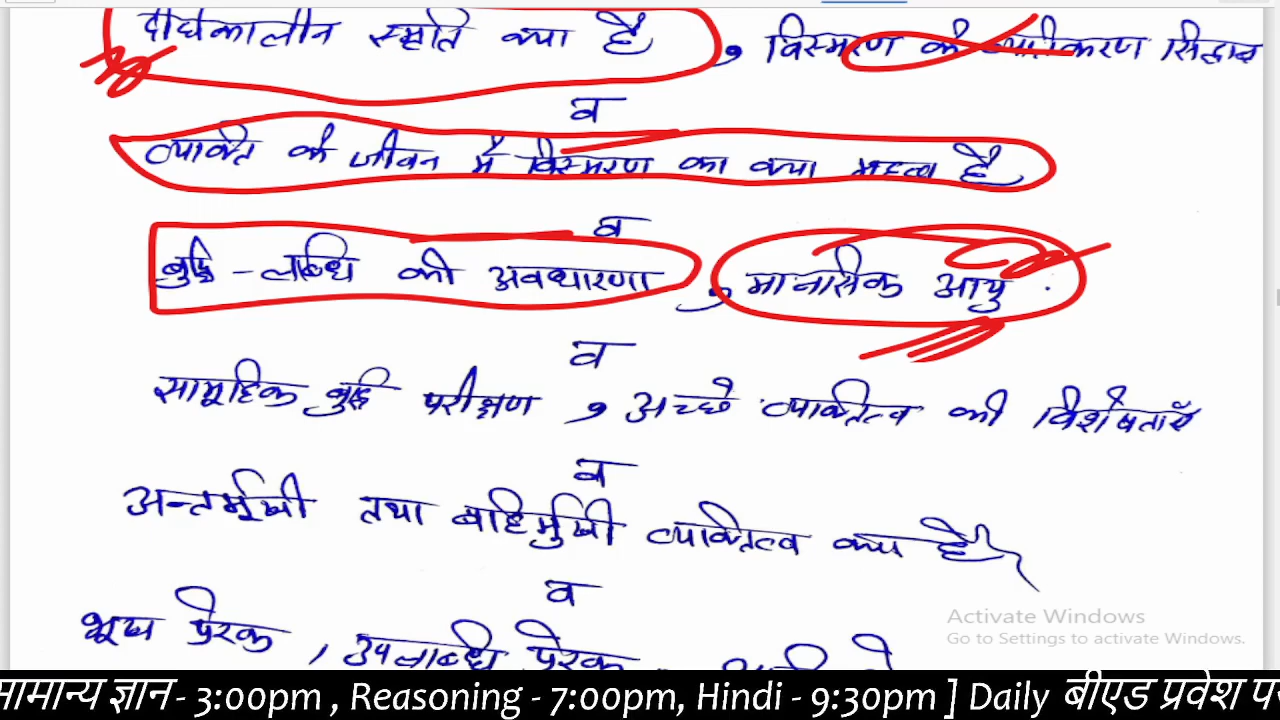 दीर्घकालीन स्मृति क्या है, विस्मरण
व
व्यक्ति के जीवन में विस्मरण का क्या महत्व है
व
बुद्धि - लब्धि की अवधारणा, मानसिक आयु
व
सामूहिक बुद्धि परीक्षण, अच्छे व्यक्तित्व की विशेषताएँ
व
अन्तर्मुखी तथा बहिर्मुखी व्यक्तित्व क्या है
व
भूख प्रेरक, उपलब्धि प्रेरक
Activate Windows
Go to Settings to activate Windows.
सामान्य ज्ञान - 3:00pm , Reasoning - 7:00pm, Hindi - 9:30pm ] Daily बीएड प्रवेश